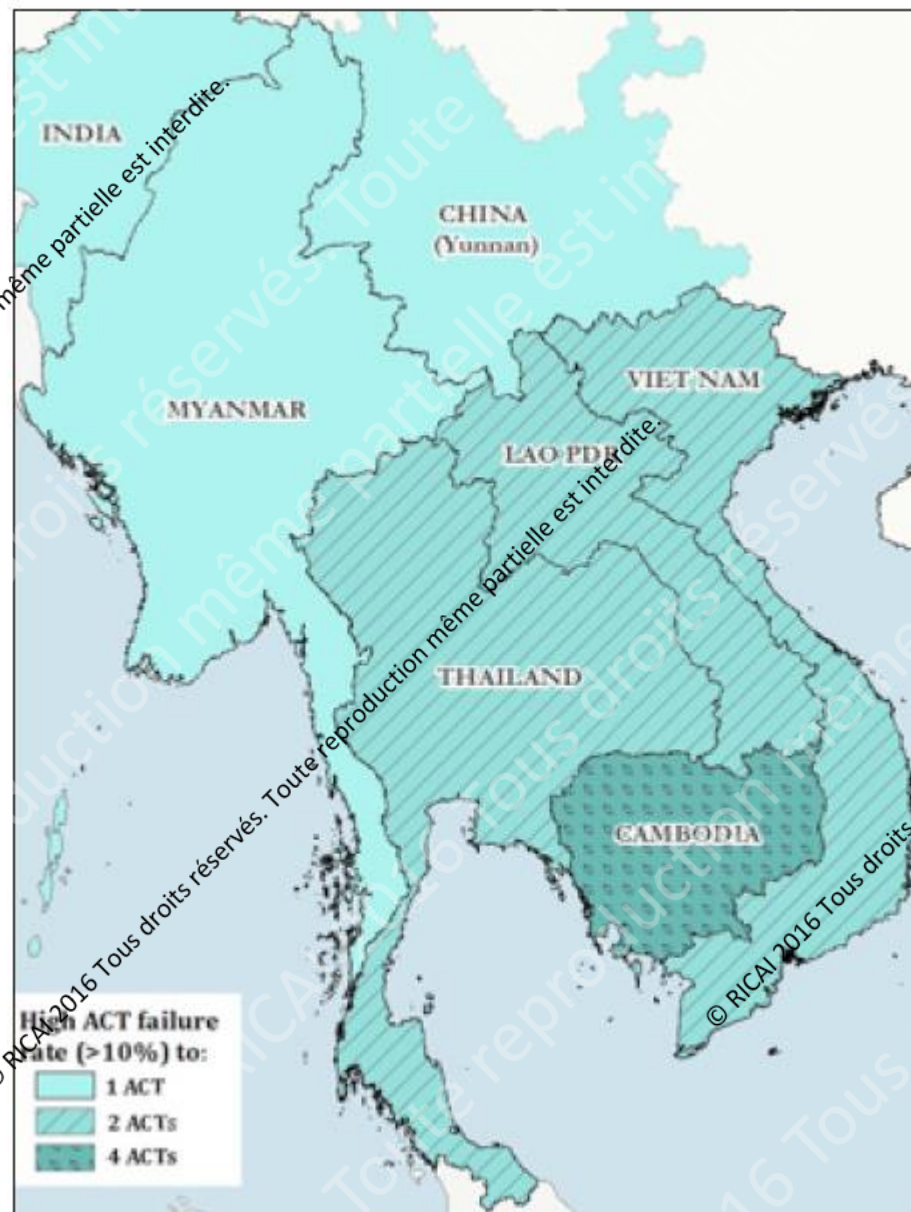 INDIA
CHINA
(Yunnan)
MYANMAR
VIET NAM
LAO PDR
THAILAND
CAMBODIA
High ACT failure
rate (>10%) to:
1 ACT
2 ACTs
4 ACTs
même partielle est interdite.
© RICAI 2016 Tous droits réservés. Toute reproduction même partielle est interdite.
© RICAI 2016 Tous droits